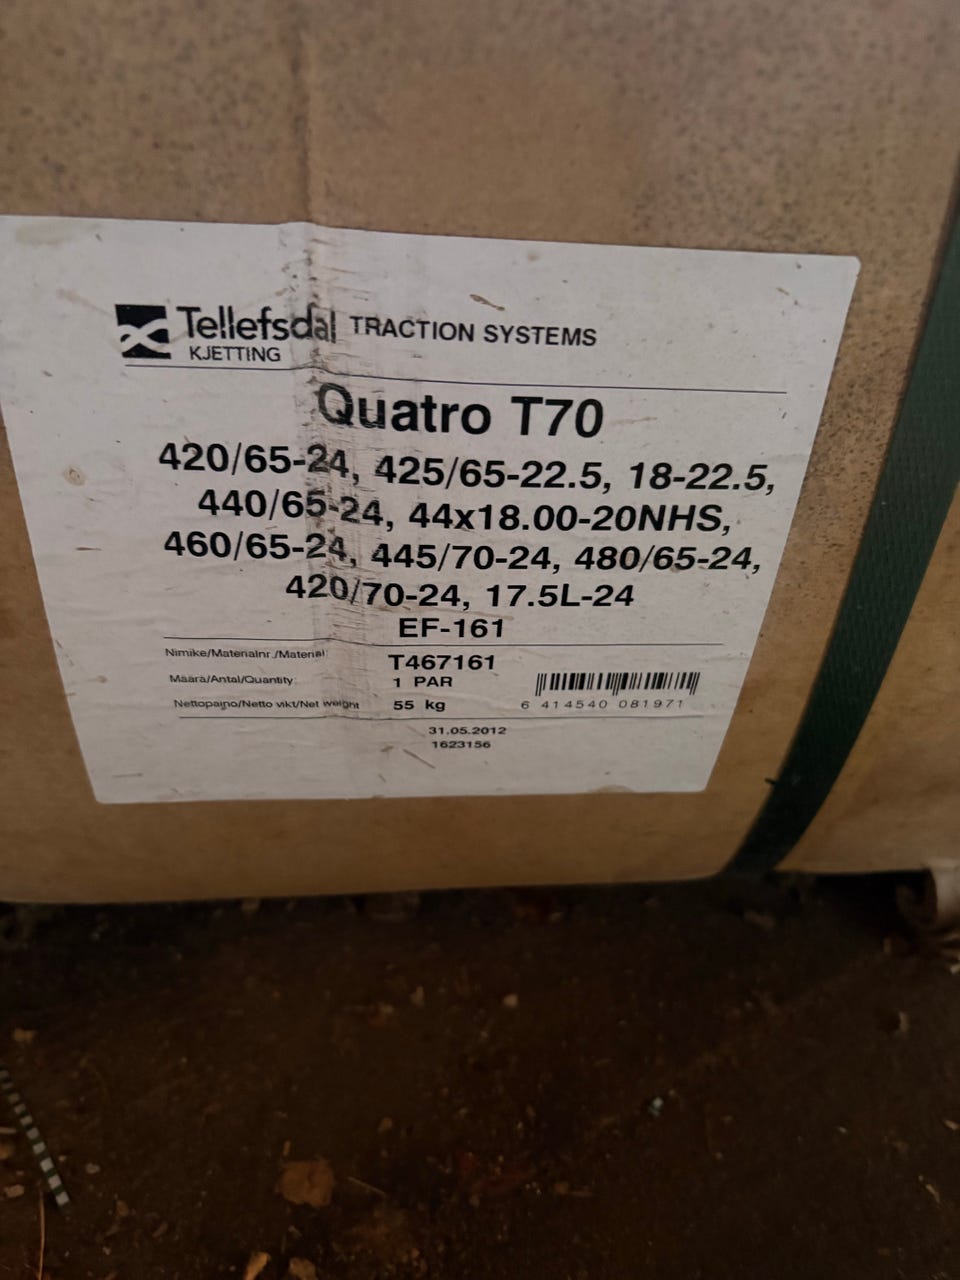 Tellefsdal TRACTION SYSTEMS
KJETTING
Quatro T70
420/65-24, 425/65-22.5, 18-22.5,
440/65-24, 44x18.00-20NHS,
460/65-24, 445/70-24, 480/65-24,
420/70-24, 17.5L-24
EF-161
Nimike/Materialnr./Material: T467161
Määrä/Antal/Quantity: 1 PAR
Nettopaino/Netto vikt/Net weight 55 kg
6 414540 081971
31.05.2012
1623156